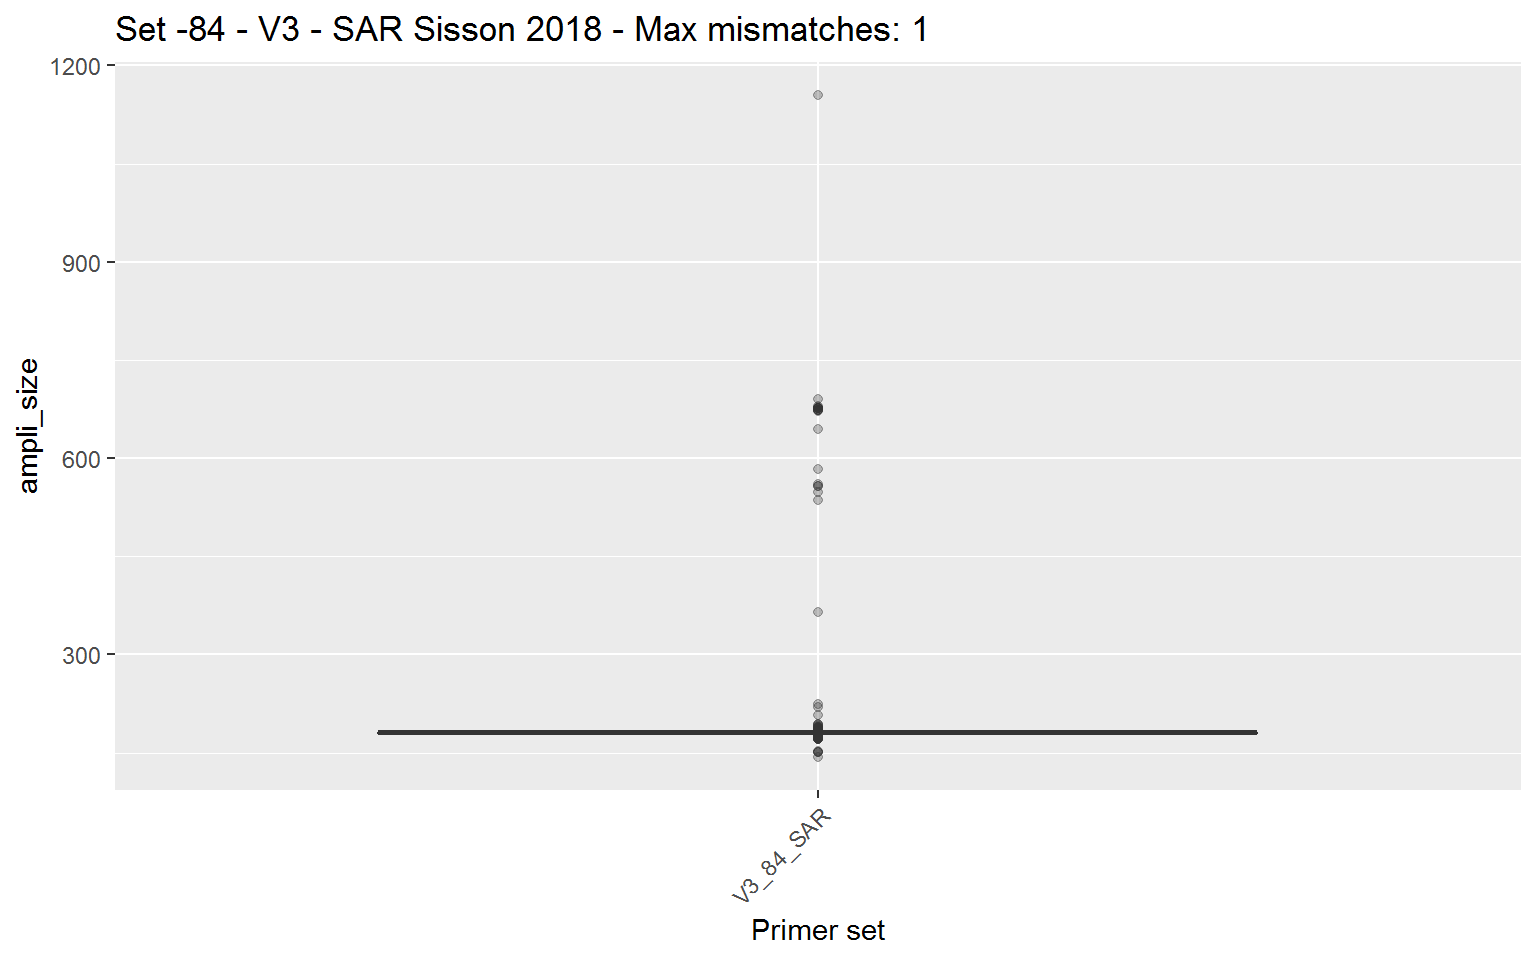 Set -84 - V3 - SAR Sisson 2018 - Max mismatches: 1
1200
900
600
300
ampli_size
V3_84_SAR
Primer set